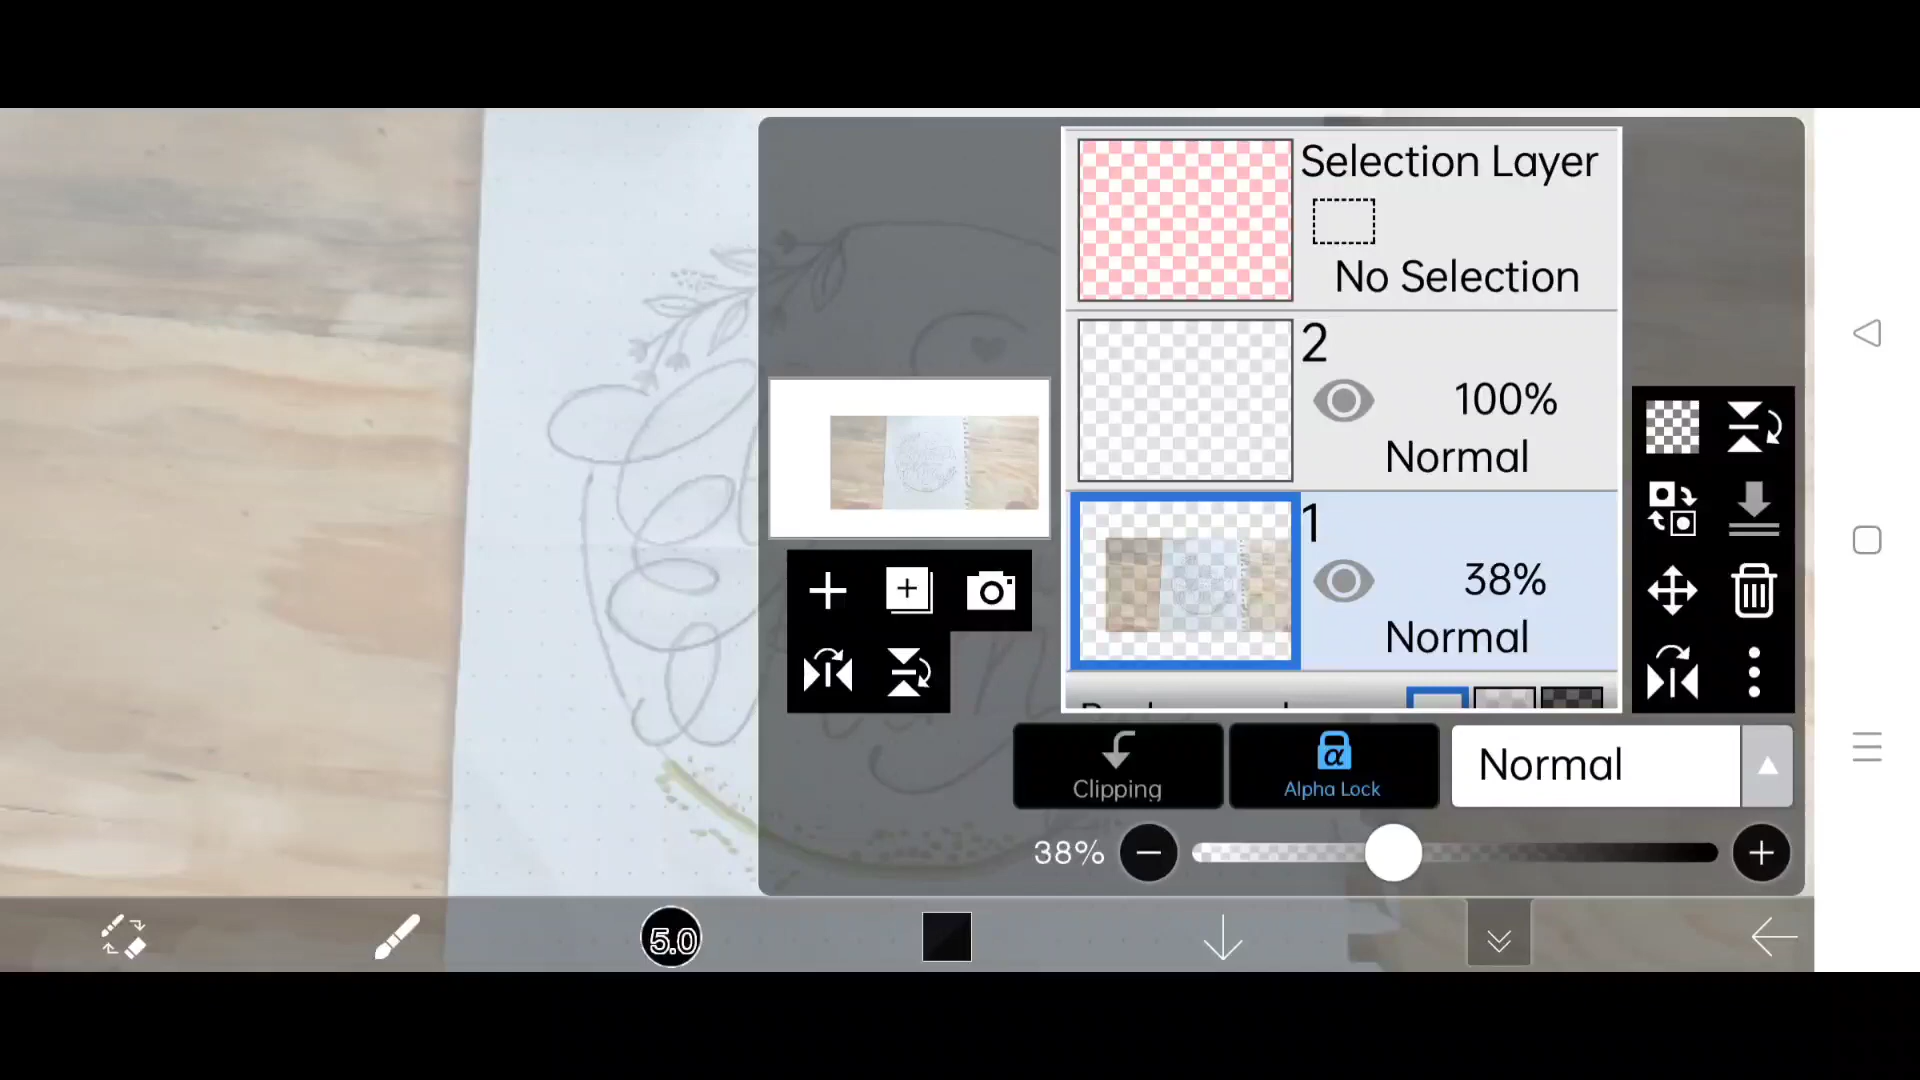 Selection Layer
No Selection
2
100%
Normal
1
38%
Normal
Clipping
α
Alpha Lock
Normal
38%
5.0